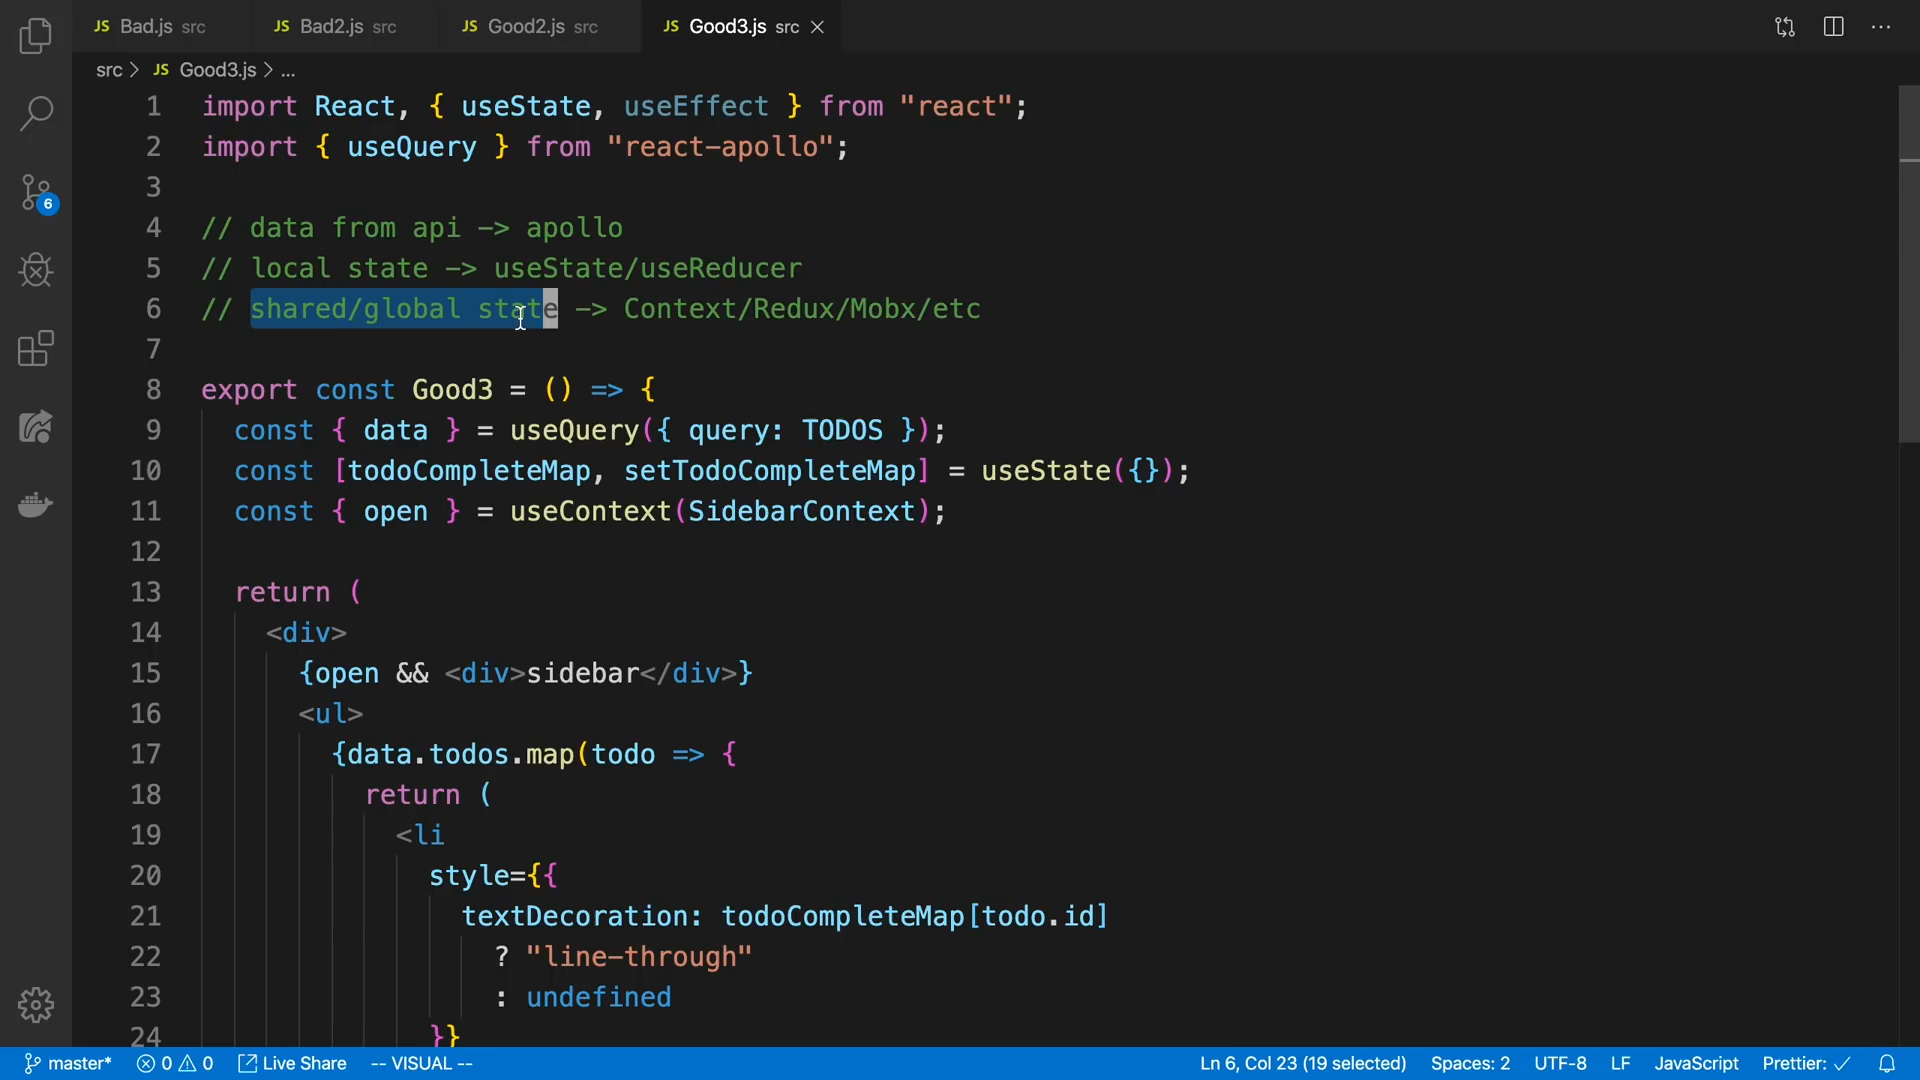 JS Bad.js src JS Bad2.js src JS Good2.js src JS Good3.js src
src > JS Good3.js > ...
1 import React, { useState, useEffect } from "react";
2 import { useQuery } from "react-apollo";
3
4 // data from api -> apollo
5 // local state -> useState/useReducer
6 // shared/global state -> Context/Redux/Mobx/etc
7
8 export const Good3 = () => {
9 const { data } = useQuery({ query: TODOS });
10 const [todoCompleteMap, setTodoCompleteMap] = useState({});
11 const { open } = useContext(SidebarContext);
12
13 return (
14 <div>
15 {open && <div>sidebar</div>}
16 <ul>
17 {data.todos.map(todo => {
18 return (
19 <li
20 style={{
21 textDecoration: todoCompleteMap[todo.id]
22 ? "line-through"
23 : undefined
24 }}
6
master* 0 0 Live Share -- VISUAL -- Ln 6, Col 23 (19 selected) Spaces: 2 UTF-8 LF JavaScript Prettier: ✓